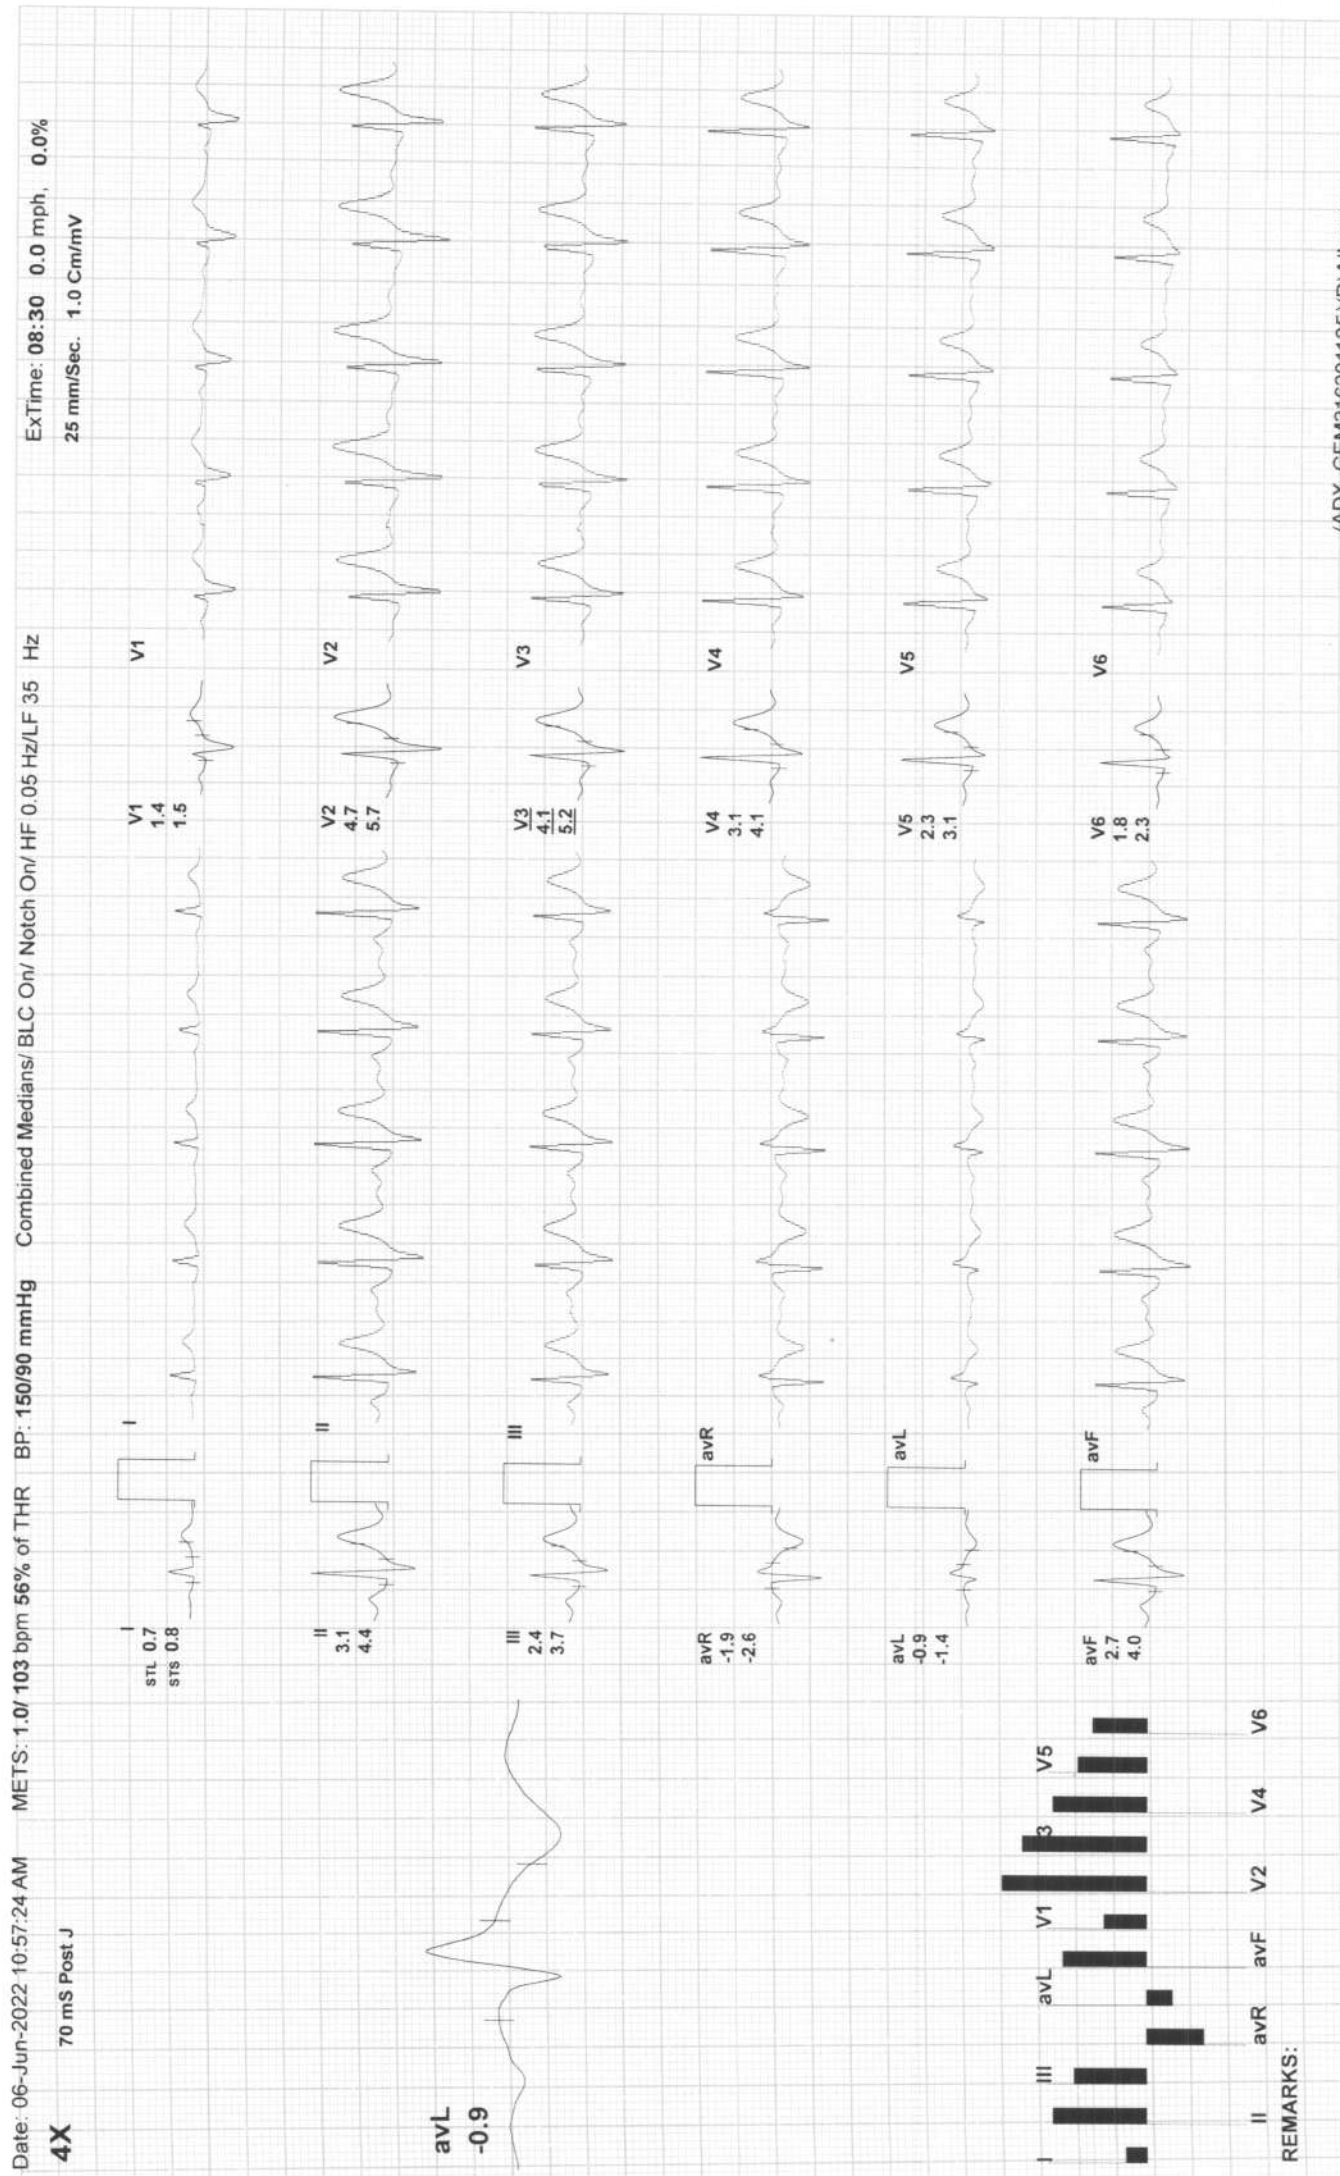 Date: 06-Jun-2022 10:57:24 AM METS: 1.0/ 103 bpm 56% of THR BP: 150/90 mmHg Combined Medians/ BLC On/ Notch On/ HF 0.05 Hz/LF 35 Hz ExTime: 08:30 0.0 mph, 0.0%
4X
70 mS Post J
25 mm/Sec. 1.0 Cm/mV
avL
-0.9
I
STL 0.7
STS 0.8
I
V1
1.4
1.5
V1
II
3.1
4.4
II
V2
4.7
5.7
V2
III
2.4
3.7
III
V3
4.1
5.2
V3
avR
-1.9
-2.6
avR
V4
3.1
4.1
V4
avL
-0.9
-1.4
avL
V5
2.3
3.1
V5
avF
2.7
4.0
avF
V6
1.8
2.3
V6
I III avL V1 3 V5
II avR avF V2 V4 V6
REMARKS: